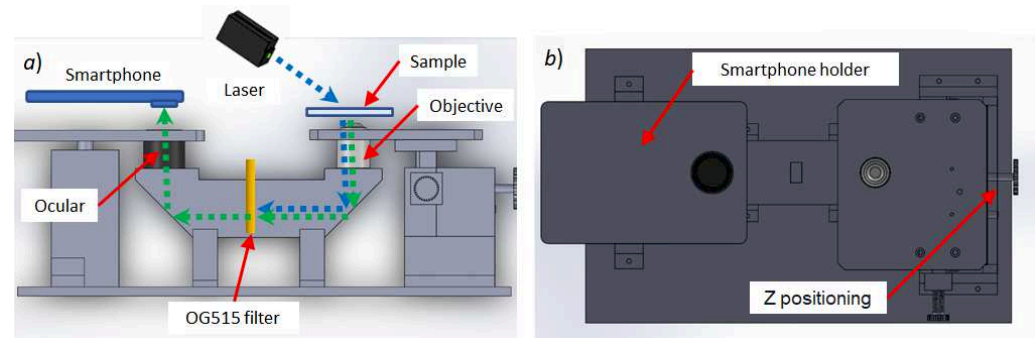 a)
Smartphone
Laser
Sample
Objective
Ocular
OG515 filter
b)
Smartphone holder
Z positioning